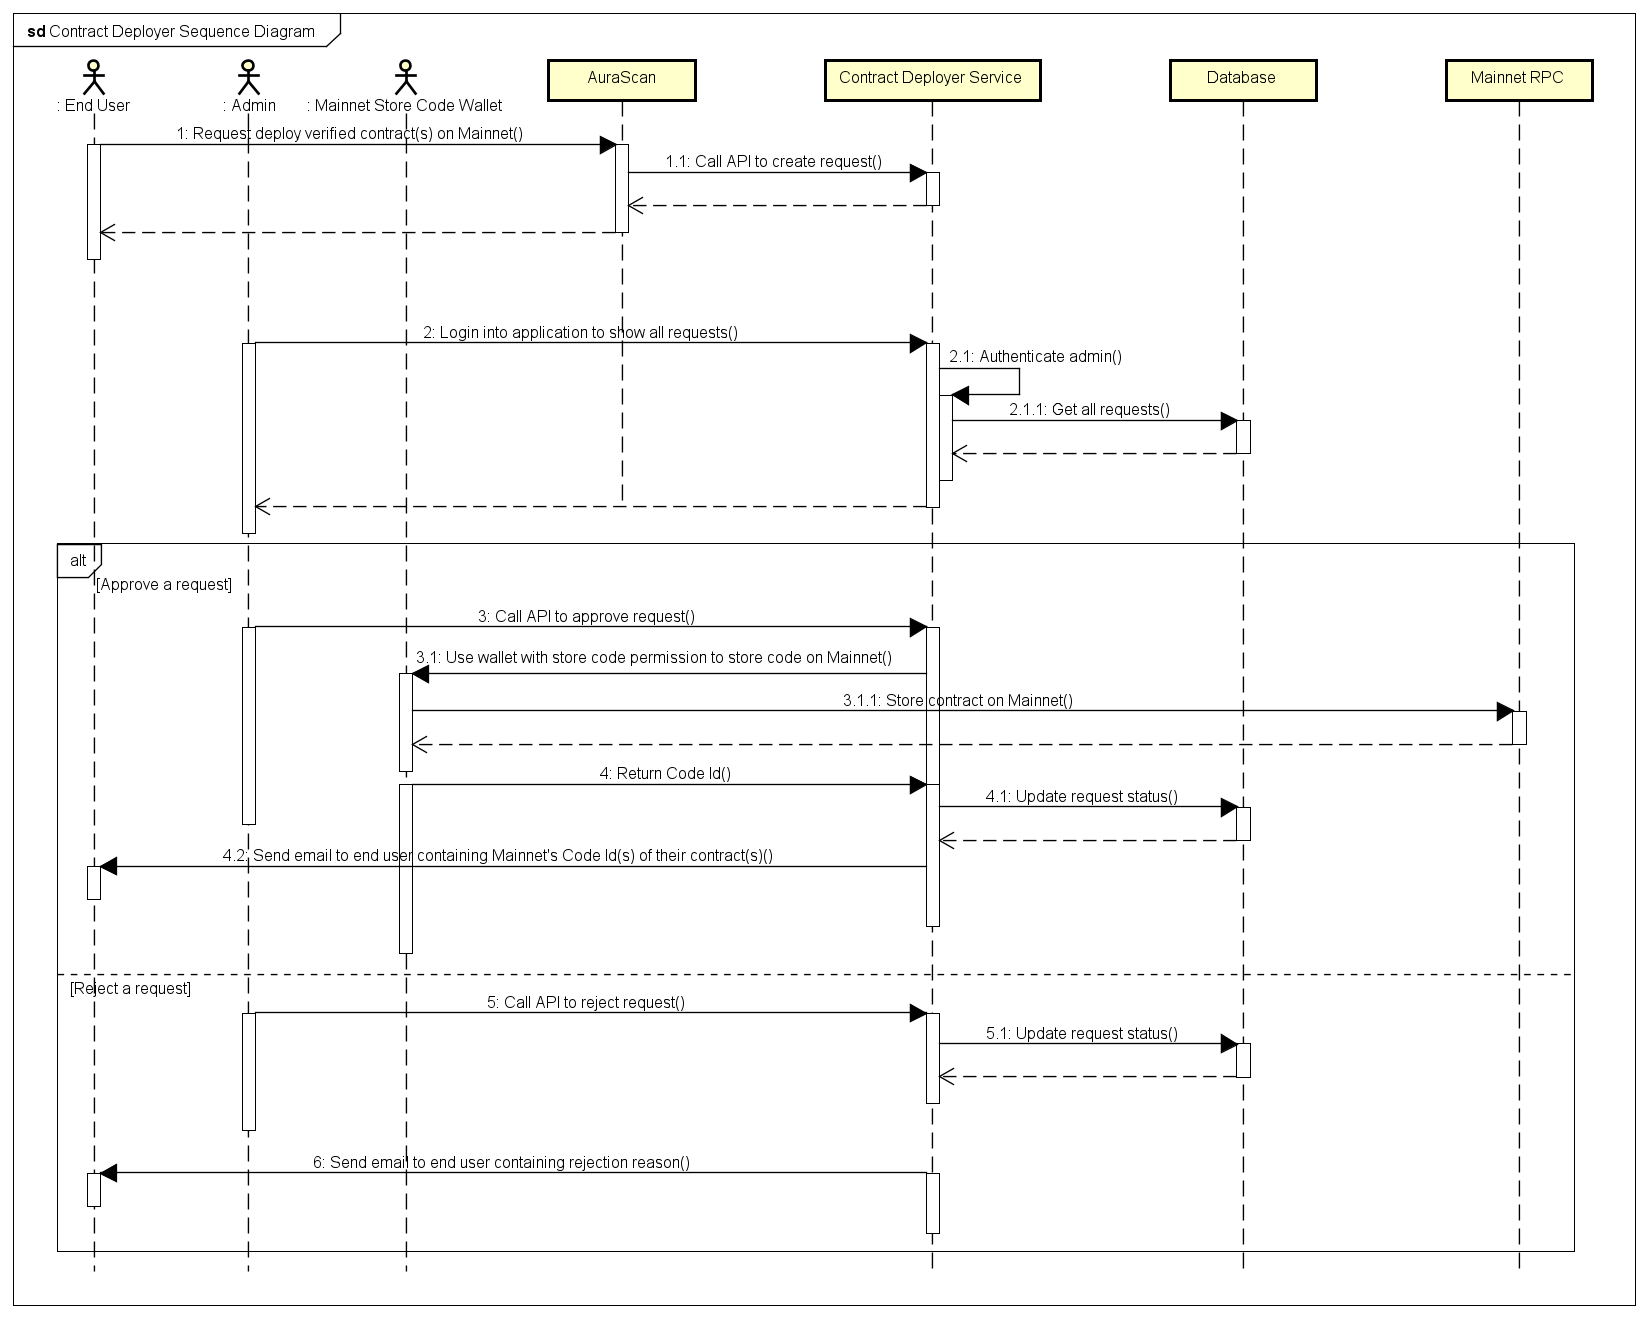 sd Contract Deployer Sequence Diagram
: End User
: Admin
: Mainnet Store Code Wallet
AuraScan
Contract Deployer Service
Database
Mainnet RPC
1: Request deploy verified contract(s) on Mainnet()
1.1: Call API to create request()
2: Login into application to show all requests()
2.1: Authenticate admin()
2.1.1: Get all requests()
alt
[Approve a request]
3: Call API to approve request()
3.1: Use wallet with store code permission to store code on Mainnet()
3.1.1: Store contract on Mainnet()
4: Return Code Id()
4.1: Update request status()
4.2: Send email to end user containing Mainnet's Code Id(s) of their contract(s)()
[Reject a request]
5: Call API to reject request()
5.1: Update request status()
6: Send email to end user containing rejection reason()